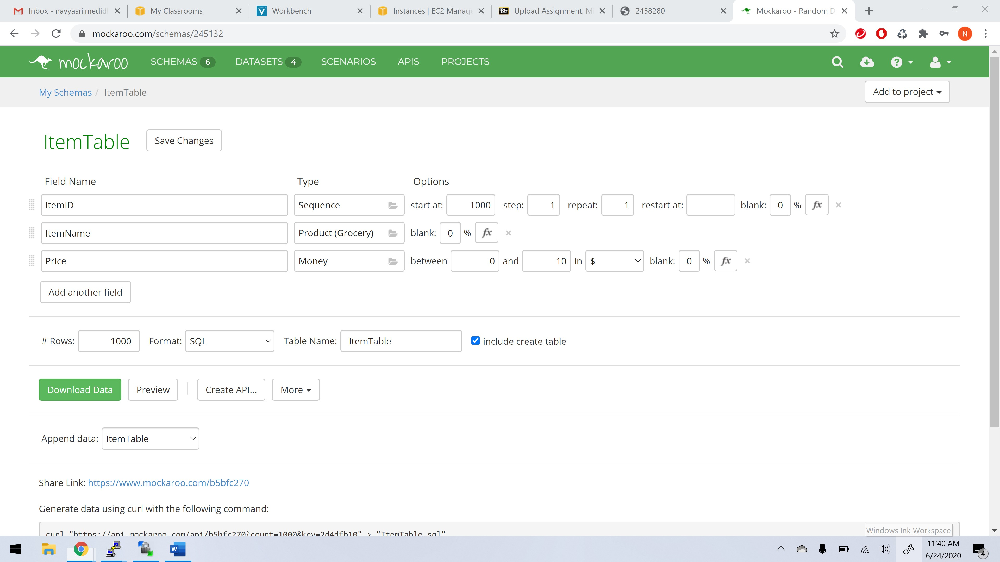 Inbox - navyasri.medid
My Classrooms
Workbench
Instances | EC2 Manage
Bb Upload Assignment: M
2458280
Mockaroo - Random D
mockaroo.com/schemas/245132
N
mockaroo SCHEMAS 6 DATASETS 4 SCENARIOS APIS PROJECTS
My Schemas / ItemTable Add to project
ItemTable Save Changes
Field Name Type Options
ItemID Sequence start at: 1000 step: 1 repeat: 1 restart at: blank: 0 % fx
ItemName Product (Grocery) blank: 0 % fx
Price Money between 0 and 10 in $ blank: 0 % fx
Add another field
# Rows: 1000 Format: SQL Table Name: ItemTable include create table
Download Data Preview Create API... More
Append data: ItemTable
Share Link: https://www.mockaroo.com/b5bfc270
Generate data using curl with the following command:
curl "https://api.mockaroo.com/api/b5bfc270?count=1000&key=2d4dfb10" > "ItemTable.sql"
Windows Ink Workspace
11:40 AM
6/24/2020
4